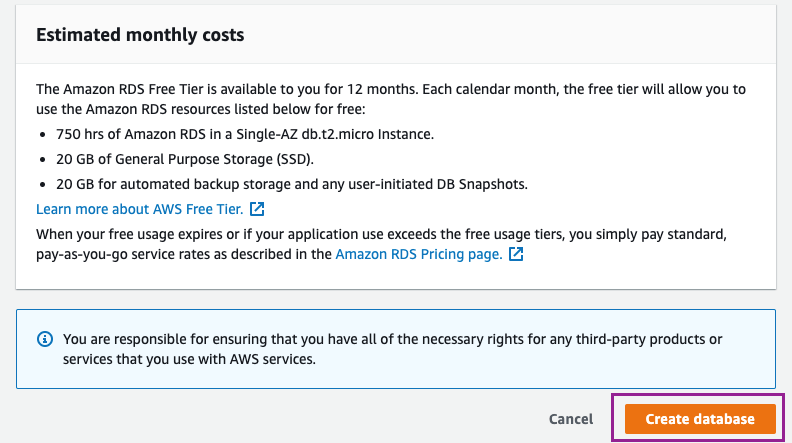 Estimated monthly costs
The Amazon RDS Free Tier is available to you for 12 months. Each calendar month, the free tier will allow you to
use the Amazon RDS resources listed below for free:
• 750 hrs of Amazon RDS in a Single-AZ db.t2.micro Instance.
• 20 GB of General Purpose Storage (SSD).
• 20 GB for automated backup storage and any user-initiated DB Snapshots.
Learn more about AWS Free Tier.
When your free usage expires or if your application use exceeds the free usage tiers, you simply pay standard,
pay-as-you-go service rates as described in the Amazon RDS Pricing page.
You are responsible for ensuring that you have all of the necessary rights for any third-party products or
services that you use with AWS services.
Cancel Create database